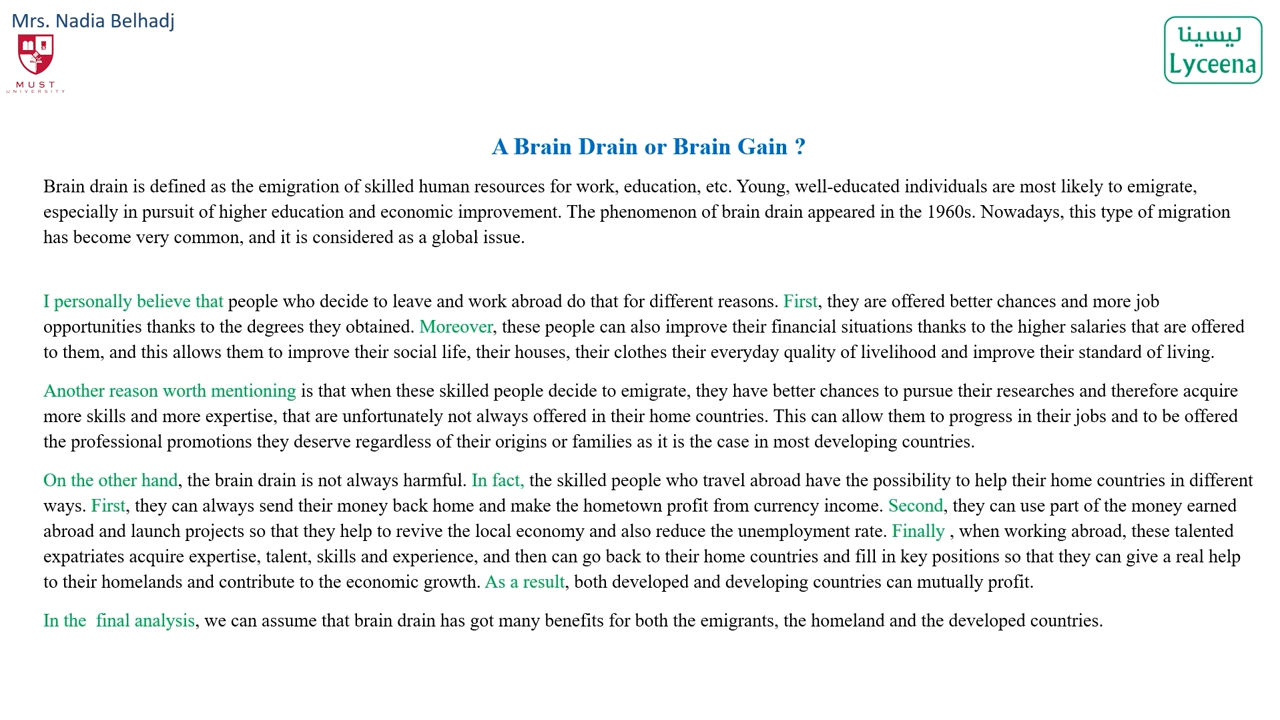 Mrs. Nadia Belhadj
MUST
UNIVERSITY
ليسينا
Lyceena
A Brain Drain or Brain Gain ?
Brain drain is defined as the emigration of skilled human resources for work, education, etc. Young, well-educated individuals are most likely to emigrate,
especially in pursuit of higher education and economic improvement. The phenomenon of brain drain appeared in the 1960s. Nowadays, this type of migration
has become very common, and it is considered as a global issue.
I personally believe that people who decide to leave and work abroad do that for different reasons. First, they are offered better chances and more job
opportunities thanks to the degrees they obtained. Moreover, these people can also improve their financial situations thanks to the higher salaries that are offered
to them, and this allows them to improve their social life, their houses, their clothes their everyday quality of livelihood and improve their standard of living.
Another reason worth mentioning is that when these skilled people decide to emigrate, they have better chances to pursue their researches and therefore acquire
more skills and more expertise, that are unfortunately not always offered in their home countries. This can allow them to progress in their jobs and to be offered
the professional promotions they deserve regardless of their origins or families as it is the case in most developing countries.
On the other hand, the brain drain is not always harmful. In fact, the skilled people who travel abroad have the possibility to help their home countries in different
ways. First, they can always send their money back home and make the hometown profit from currency income. Second, they can use part of the money earned
abroad and launch projects so that they help to revive the local economy and also reduce the unemployment rate. Finally , when working abroad, these talented
expatriates acquire expertise, talent, skills and experience, and then can go back to their home countries and fill in key positions so that they can give a real help
to their homelands and contribute to the economic growth. As a result, both developed and developing countries can mutually profit.
In the  final analysis, we can assume that brain drain has got many benefits for both the emigrants, the homeland and the developed countries.